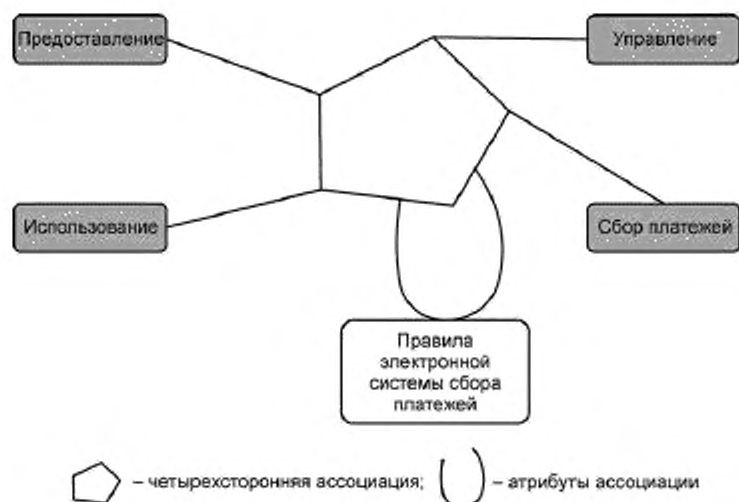 Предоставление
Управление
Использование
Сбор платежей
Правила
электронной
системы сбора
платежей
– четырехсторонняя ассоциация;
– атрибуты ассоциации